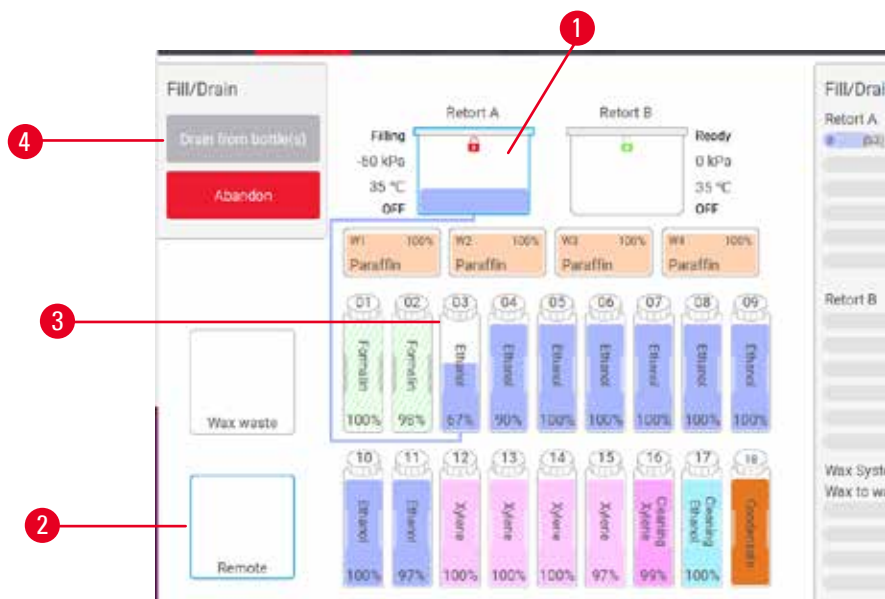 1
Fill/Drain
Drain from bottle(s)
Abandon
4
Retort A
Retort B
Filling
-60 kPa
35 °C
OFF
Ready
0 kPa
35 °C
OFF
W1 100%
Paraffin
W2 100%
Paraffin
W3 100%
Paraffin
W4 100%
Paraffin
3
01 02 03 04 05 06 07 08 09
Formalin Formalin Ethanol Ethanol Ethanol Ethanol Ethanol Ethanol Ethanol
100% 98% 67% 90% 100% 100% 100% 100% 100%
Wax waste
2
Remote
10 11 12 13 14 15 16 17 18
Ethanol Ethanol Xylene Xylene Xylene Xylene Cleaning Xylene Cleaning Ethanol Condensate
100% 97% 100% 100% 100% 97% 99% 100%
Fill/Drai
Retort A
Retort B
Wax Syst
Wax to wa